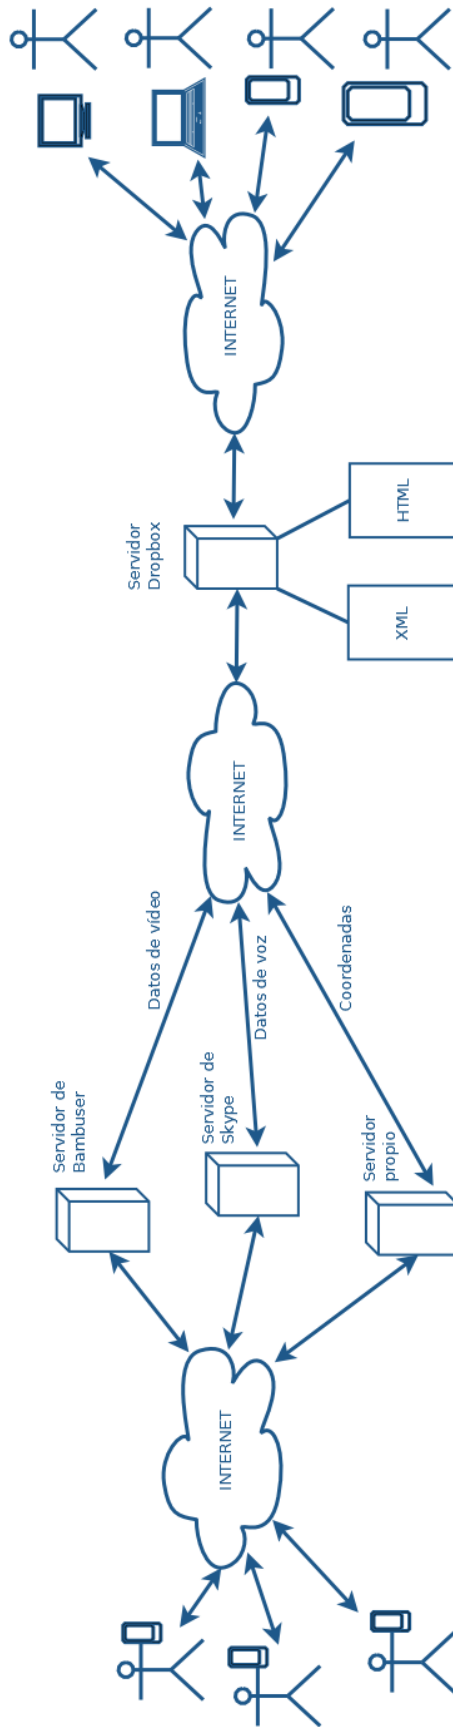 INTERNET
Servidor de
Bambuser
Servidor de
Skype
Servidor
propio
Datos de vídeo
Datos de voz
Coordenadas
INTERNET
Servidor
Dropbox
XML
HTML
INTERNET